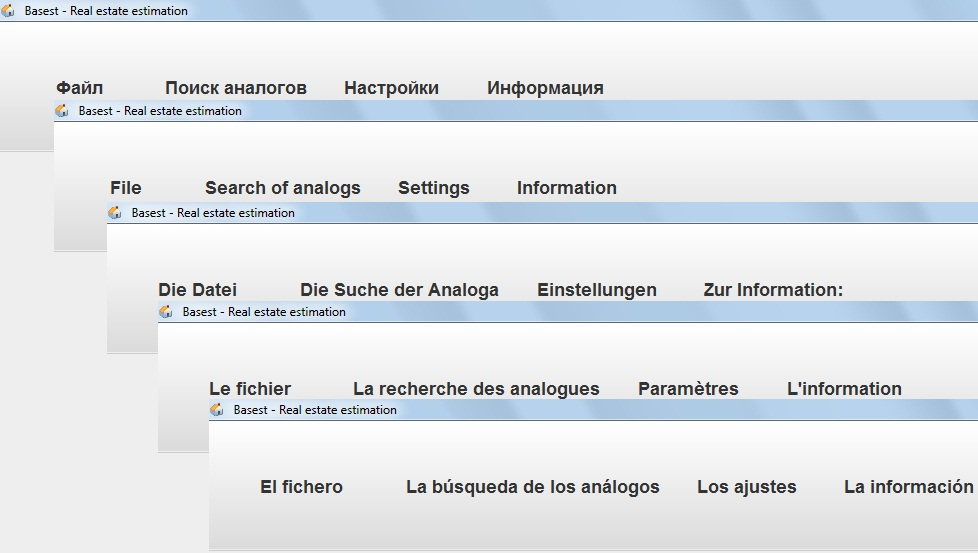 Basest - Real estate estimation
Файл Поиск аналогов Настройки Информация
Basest - Real estate estimation
File Search of analogs Settings Information
Basest - Real estate estimation
Die Datei Die Suche der Analoga Einstellungen Zur Information:
Basest - Real estate estimation
Le fichier La recherche des analogues Paramètres L'information
Basest - Real estate estimation
El fichero La búsqueda de los análogos Los ajustes La información